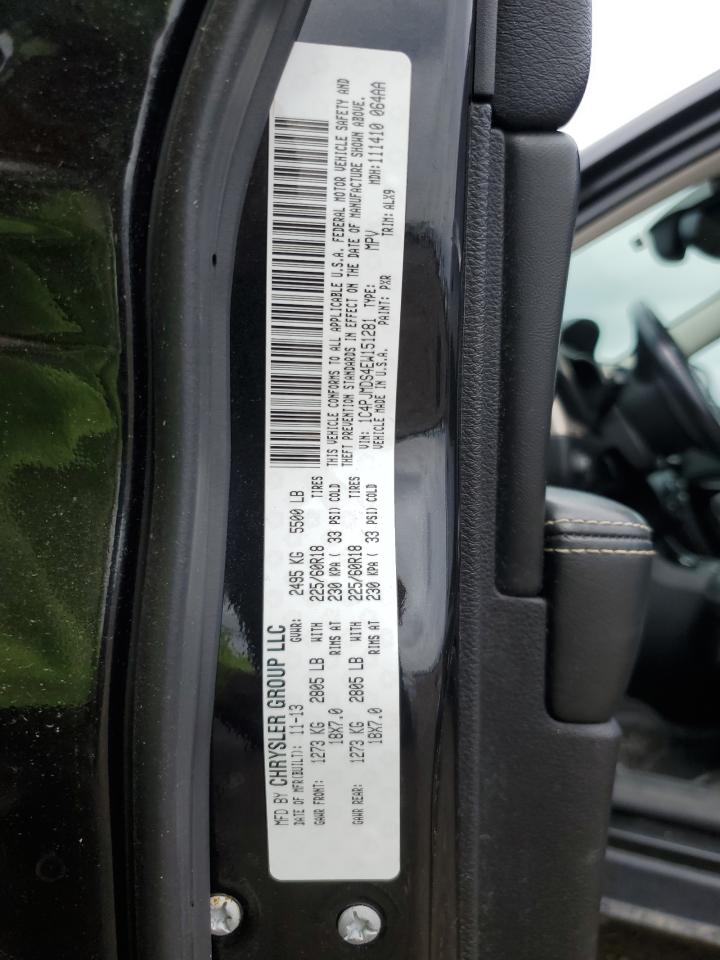 MFD BY CHRYSLER GROUP LLC
DATE OF MFR(BUILT): 11-13 GVWR: 2495 KG 5500 LB
GAWR FRONT: 1273 KG 2805 LB WITH 225/60R18 TIRES
18X7.0 RIMS AT 230 KPA ( 33 PSI) COLD
GAWR REAR: 1273 KG 2805 LB WITH 225/60R18 TIRES
18X7.0 RIMS AT 230 KPA ( 33 PSI) COLD
THIS VEHICLE CONFORMS TO ALL APPLICABLE U.S.A. FEDERAL MOTOR VEHICLE SAFETY AND
THEFT PREVENTION STANDARDS IN EFFECT ON THE DATE OF MANUFACTURE SHOWN ABOVE.
VIN: 1C4PJMDS4EW151281 TYPE: MPV MDH:111410 064AA
VEHICLE MADE IN U.S.A. PAINT: PXR TRIM: ALX9